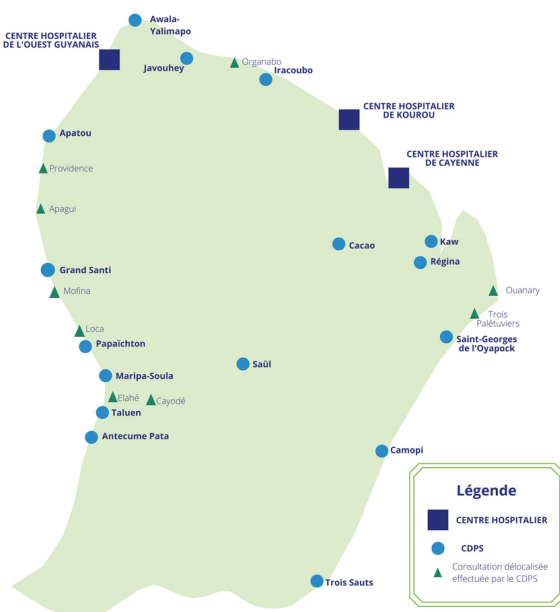 Awala-
Yalimapo
CENTRE HOSPITALIER
DE L'OUEST GUYANAIS
Javouhey
Organabo
Iracoubo
CENTRE HOSPITALIER
DE KOUROU
Apatou
CENTRE HOSPITALIER
DE CAYENNE
Providence
Apagui
Cacao
Kaw
Régina
Grand Santi
Mofina
Ouanary
Trois
Palétuviers
Loca
Papaïchton
Saint-Georges
de l'Oyapock
Saül
Maripa-Soula
Elahé
Cayodé
Taluen
Antecume Pata
Camopi
Trois Sauts
Légende
CENTRE HOSPITALIER
CDPS
Consultation délocalisée
effectuée par le CDPS